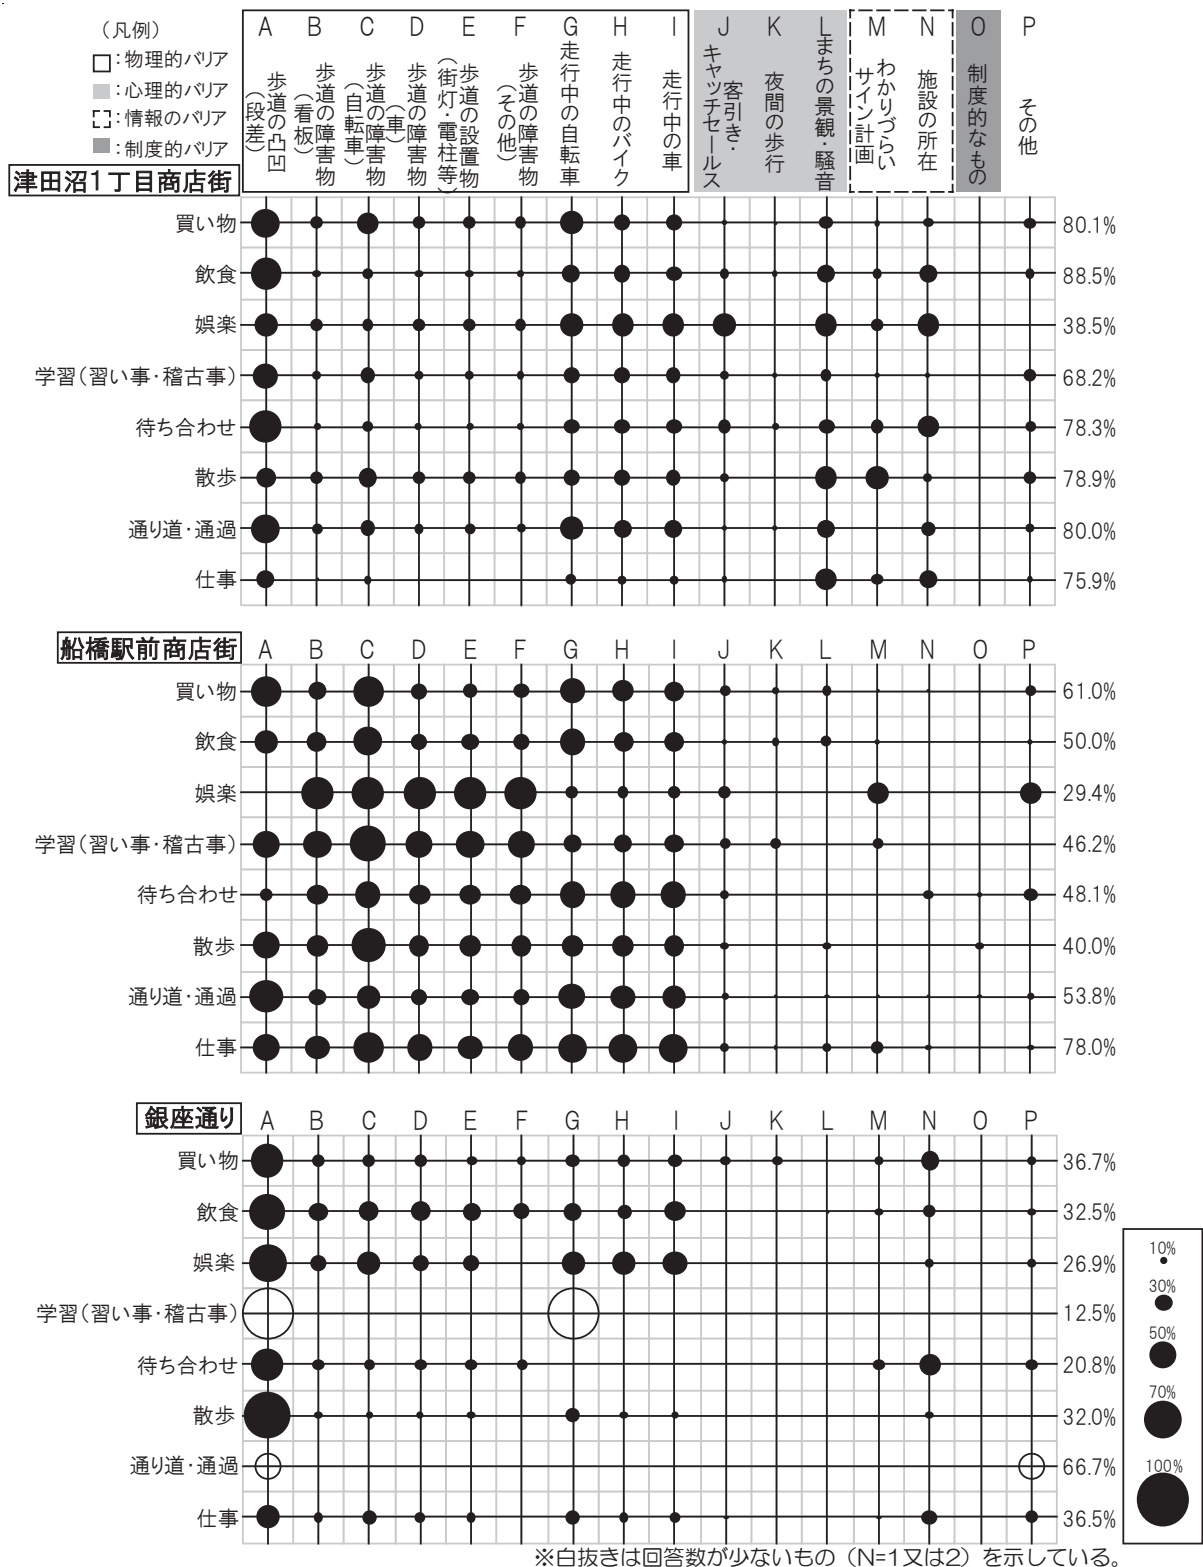 (凡例)
□:物理的バリア
:心理的バリア
:情報のバリア
:制度的バリア
A B C D E F G H I J K L M N O P
歩道の凸凹
(段差)
歩道の障害物
(看板)
歩道の障害物
(自転車)
歩道の障害物
(車)
歩道の設置物
(街灯・電柱等)
歩道の障害物
(その他)
走行中の自転車
走行中のバイク
走行中の車
客引き・
キャッチセールス
夜間の歩行
まちの景観・騒音
わかりづらい
サイン計画
施設の所在
制度的なもの
その他
津田沼1丁目商店街
買い物 80.1%
飲食 88.5%
娯楽 38.5%
学習(習い事・稽古事) 68.2%
待ち合わせ 78.3%
散歩 78.9%
通り道・通過 80.0%
仕事 75.9%
船橋駅前商店街 A B C D E F G H I J K L M N O P
買い物 61.0%
飲食 50.0%
娯楽 29.4%
学習(習い事・稽古事) 46.2%
待ち合わせ 48.1%
散歩 40.0%
通り道・通過 53.8%
仕事 78.0%
銀座通り A B C D E F G H I J K L M N O P
買い物 36.7%
飲食 32.5%
娯楽 26.9%
学習(習い事・稽古事) 12.5%
待ち合わせ 20.8%
散歩 32.0%
通り道・通過 66.7%
仕事 36.5%
10%
30%
50%
70%
100%
※白抜きは回答数が少ないもの(N=1又は2)を示している。